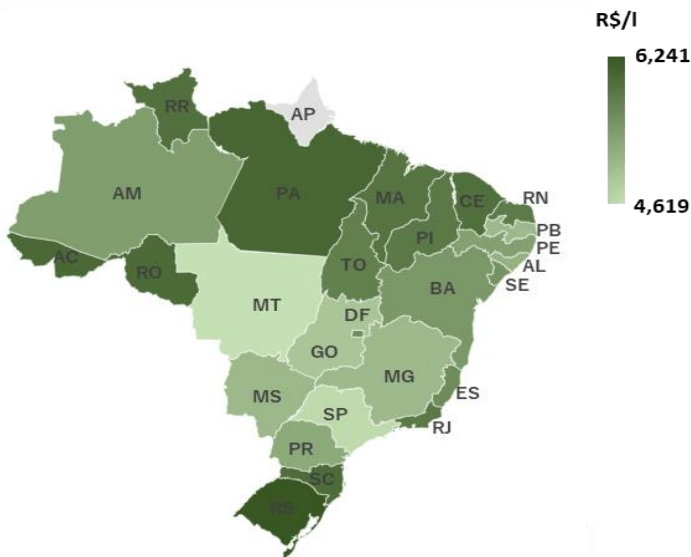 R$/l
6,241
4,619
RR
AP
AM
PA
MA
CE
RN
PI
PB
PE
AL
SE
AC
RO
TO
BA
MT
DF
GO
MG
MS
ES
SP
RJ
PR
SC
RS